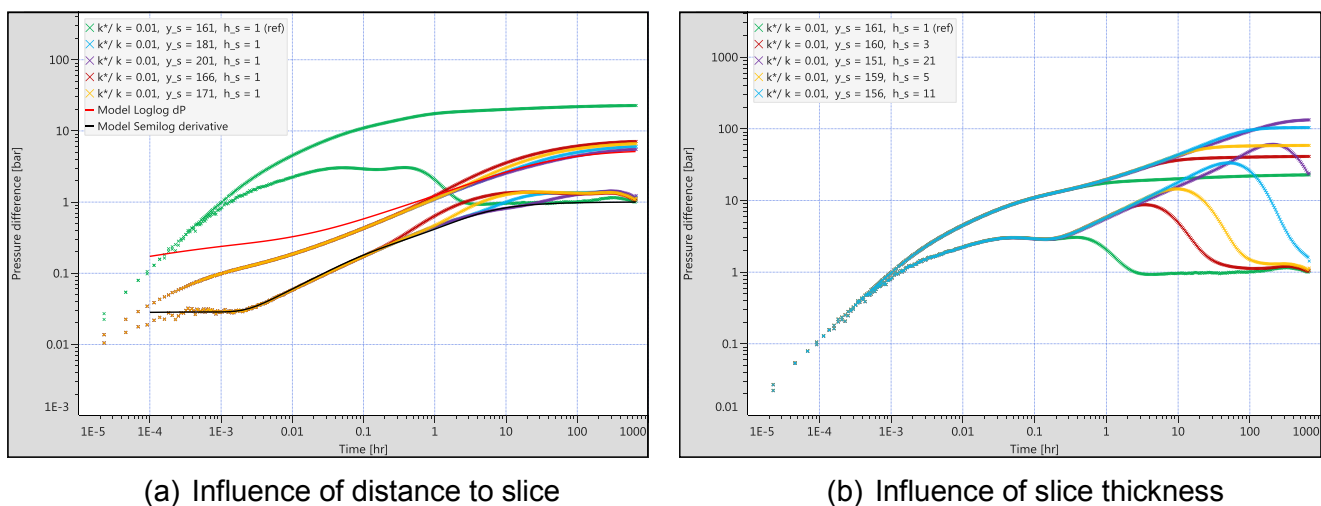 k*/ k = 0.01, y_s = 161, h_s = 1 (ref)
k*/ k = 0.01, y_s = 181, h_s = 1
k*/ k = 0.01, y_s = 201, h_s = 1
k*/ k = 0.01, y_s = 166, h_s = 1
k*/ k = 0.01, y_s = 171, h_s = 1
Model Loglog dP
Model Semilog derivative
Pressure difference [bar]
100
10
1
0.1
0.01
1E-3
1E-5 1E-4 1E-3 0.01 0.1 1 10 100 1000
Time [hr]
(a) Influence of distance to slice
k*/ k = 0.01, y_s = 161, h_s = 1 (ref)
k*/ k = 0.01, y_s = 160, h_s = 3
k*/ k = 0.01, y_s = 151, h_s = 21
k*/ k = 0.01, y_s = 159, h_s = 5
k*/ k = 0.01, y_s = 156, h_s = 11
Pressure difference [bar]
1000
100
10
1
0.1
0.01
1E-5 1E-4 1E-3 0.01 0.1 1 10 100 1000
Time [hr]
(b) Influence of slice thickness